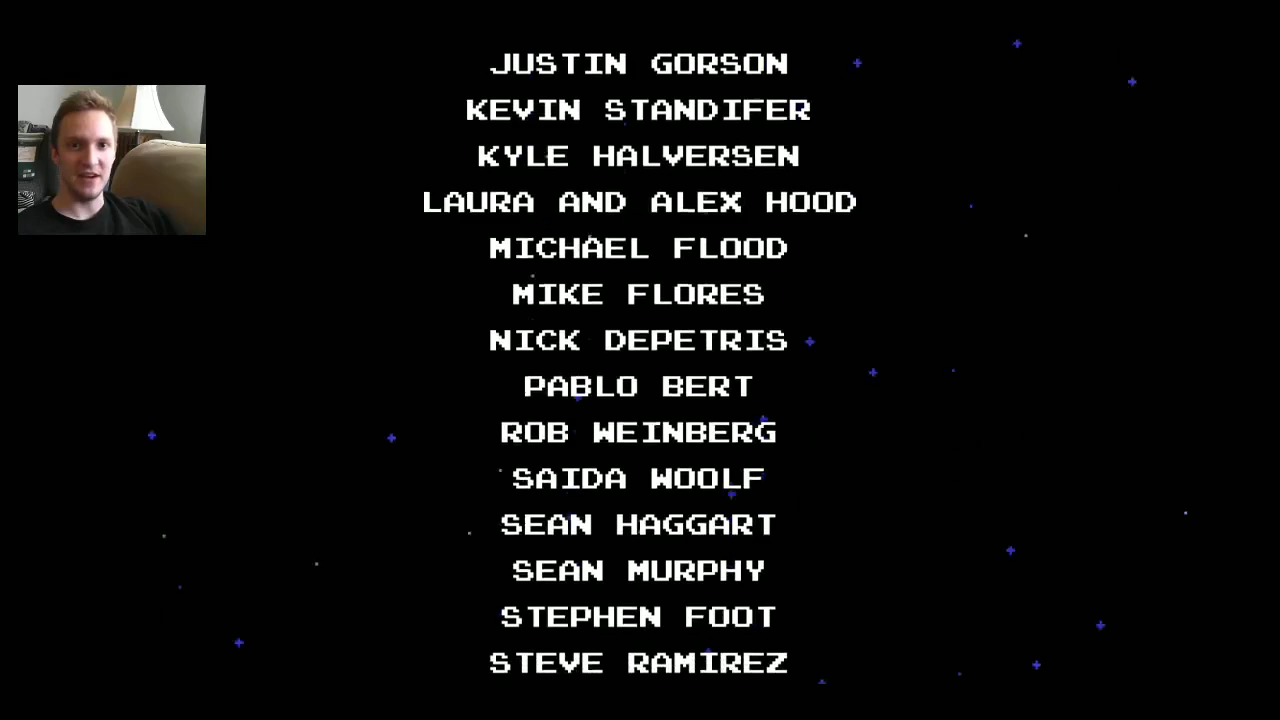 JUSTIN GORSON
KEVIN STANDIFER
KYLE HALVERSEN
LAURA AND ALEX HOOD
MICHAEL FLOOD
MIKE FLORES
NICK DEPETRIS
PABLO BERT
ROB WEINBERG
SAIDA WOOLF
SEAN HAGGART
SEAN MURPHY
STEPHEN FOOT
STEVE RAMIREZ